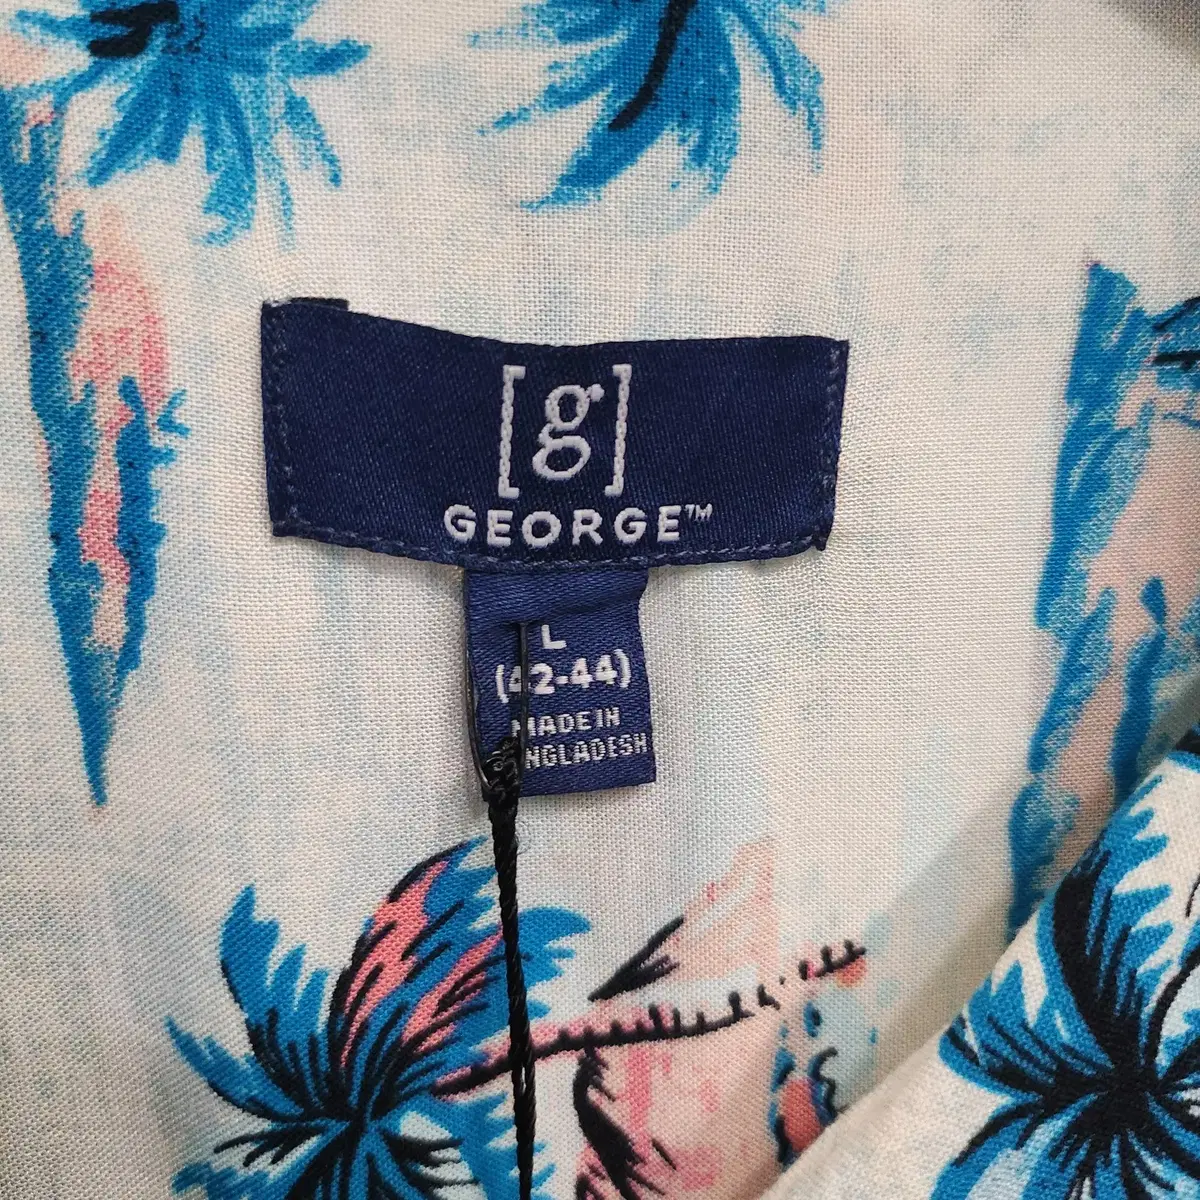 [g]
GEORGE™
L
(42-44)
MADE IN
BANGLADESH